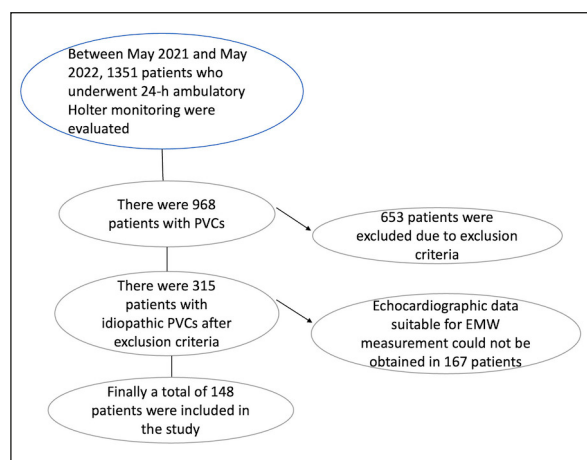 Between May 2021 and May
2022, 1351 patients who
underwent 24-h ambulatory
Holter monitoring were
evaluated
There were 968
patients with PVCs
653 patients were
excluded due to exclusion
criteria
There were 315
patients with
idiopathic PVCs after
exclusion criteria
Echocardiographic data
suitable for EMW
measurement could not be
obtained in 167 patients
Finally a total of 148
patients were included in
the study